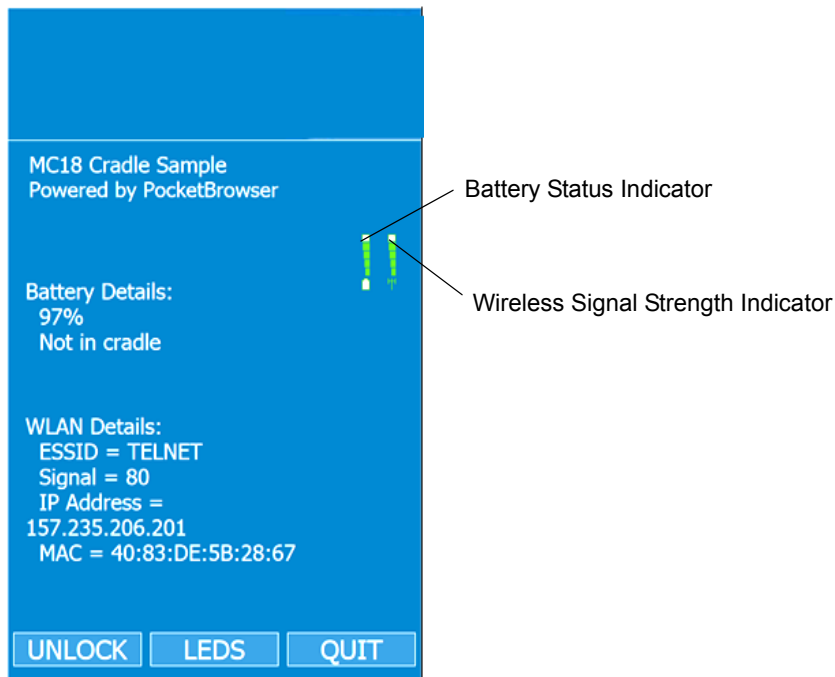 MC18 Cradle Sample
Powered by PocketBrowser
Battery Status Indicator
Wireless Signal Strength Indicator
Battery Details:
97%
Not in cradle
WLAN Details:
ESSID = TELNET
Signal = 80
IP Address =
157.235.206.201
MAC = 40:83:DE:5B:28:67
UNLOCK LEDS QUIT